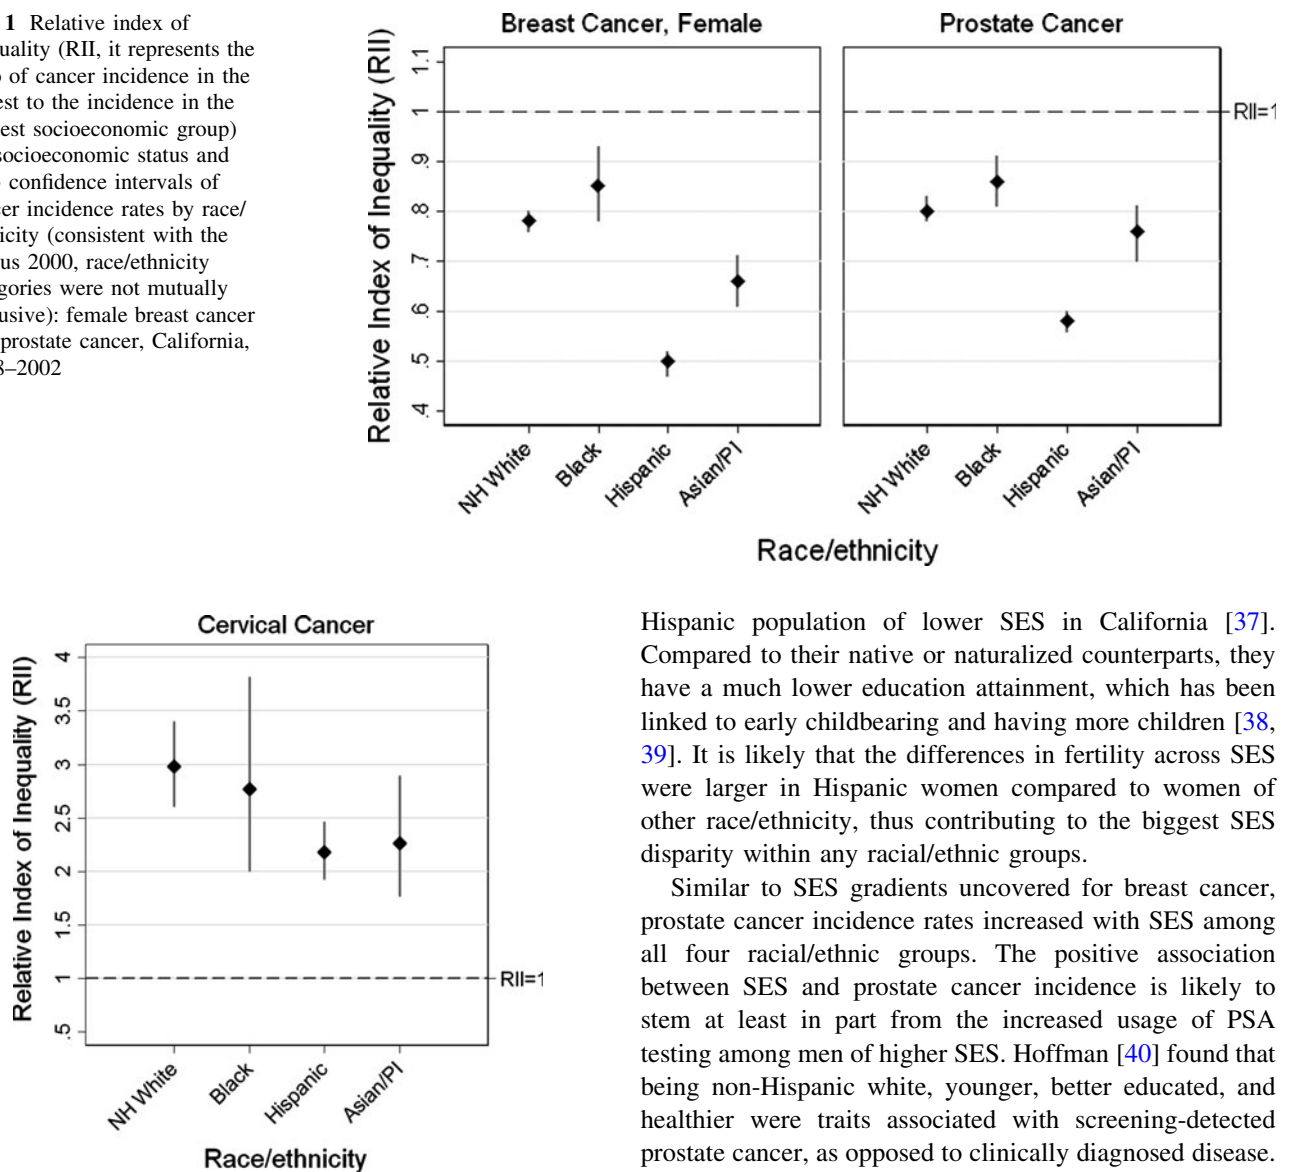 1 Relative index of
(RII, it represents the
of cancer incidence in the
to the incidence in the
socioeconomic group)
socioeconomic status and
confidence intervals of
incidence rates by race/
(consistent with the
2000, race/ethnicity
were not mutually
female breast cancer
prostate cancer, California,
–2002
Breast Cancer, Female
Prostate Cancer
Relative Index of Inequality (RII)
1.1
1
.9
.8
.7
.6
.5
.4
RII=1
NH White
Black
Hispanic
Asian/PI
NH White
Black
Hispanic
Asian/PI
Race/ethnicity
Cervical Cancer
Relative Index of Inequality (RII)
4
3.5
3
2.5
2
1.5
1
.5
RII=1
NH White
Black
Hispanic
Asian/PI
Race/ethnicity
Hispanic population of lower SES in California [37].
Compared to their native or naturalized counterparts, they
have a much lower education attainment, which has been
linked to early childbearing and having more children [38,
39]. It is likely that the differences in fertility across SES
were larger in Hispanic women compared to women of
other race/ethnicity, thus contributing to the biggest SES
disparity within any racial/ethnic groups.
Similar to SES gradients uncovered for breast cancer,
prostate cancer incidence rates increased with SES among
all four racial/ethnic groups. The positive association
between SES and prostate cancer incidence is likely to
stem at least in part from the increased usage of PSA
testing among men of higher SES. Hoffman [40] found that
being non-Hispanic white, younger, better educated, and
healthier were traits associated with screening-detected
prostate cancer, as opposed to clinically diagnosed disease.